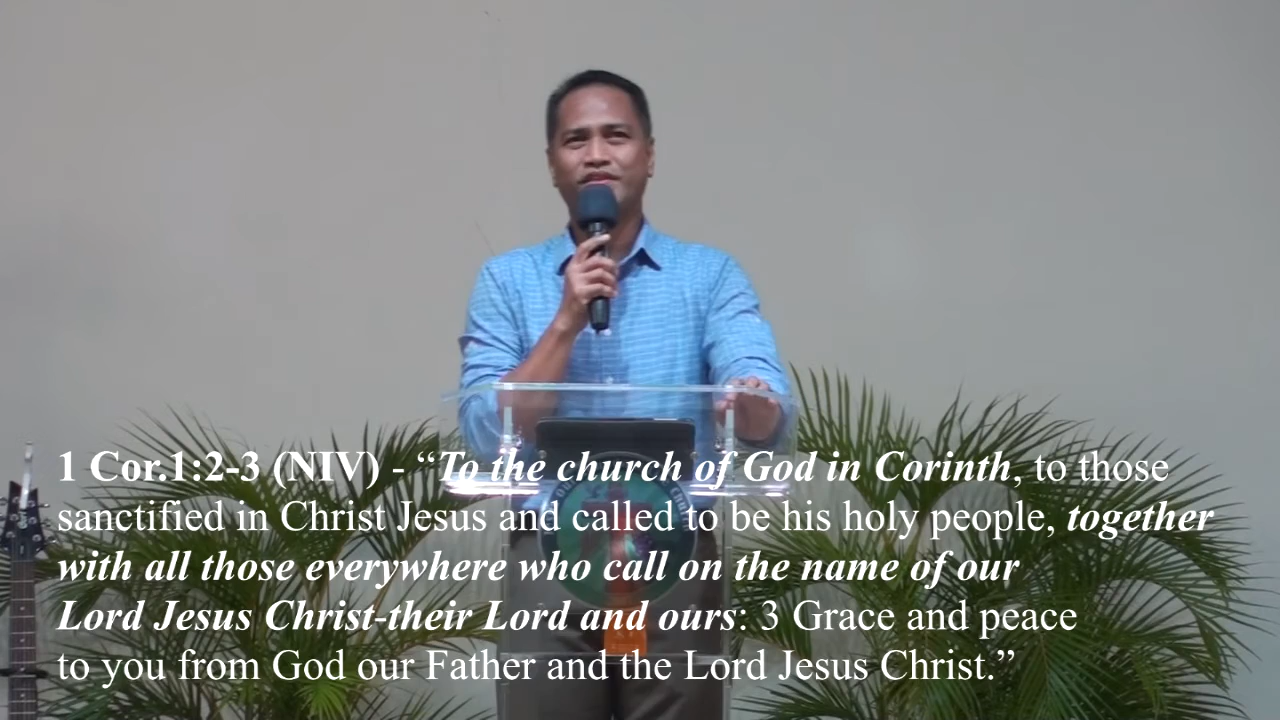 1 Cor.1:2-3 (NIV) - “To the church of God in Corinth, to those
sanctified in Christ Jesus and called to be his holy people, together
with all those everywhere who call on the name of our
Lord Jesus Christ-their Lord and ours: 3 Grace and peace
to you from God our Father and the Lord Jesus Christ.”